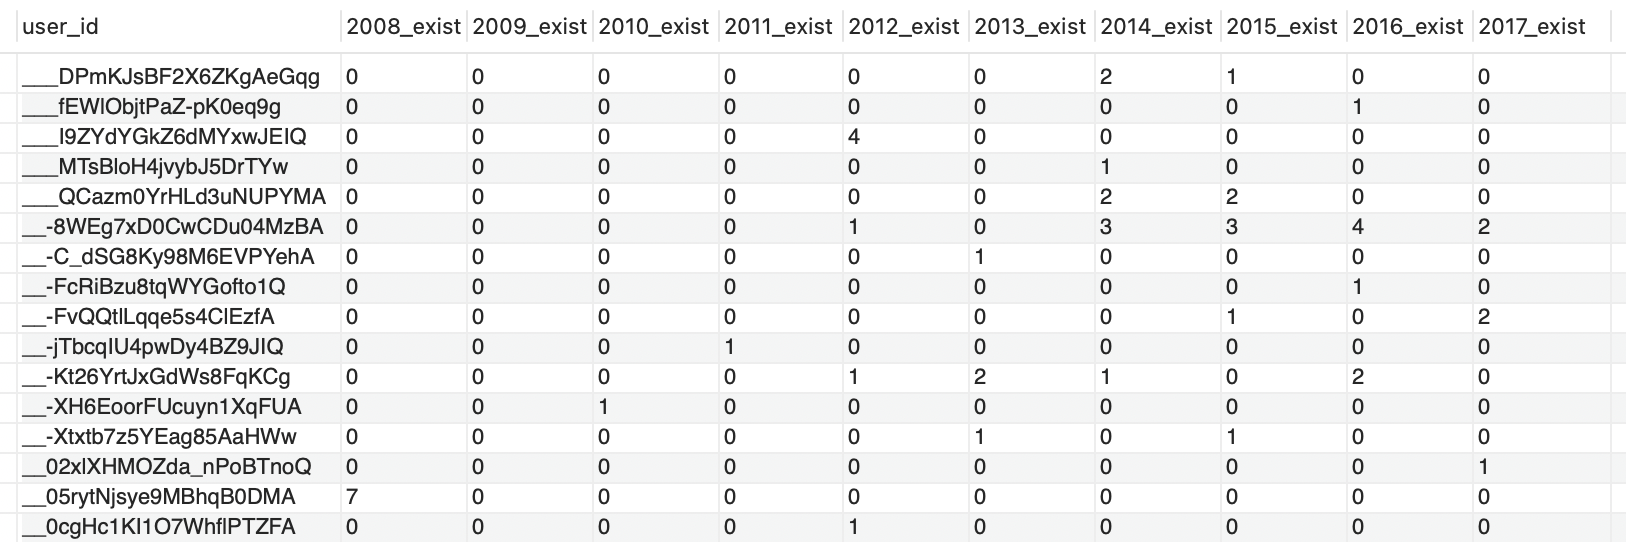 user_id 2008_exist 2009_exist 2010_exist 2011_exist 2012_exist 2013_exist 2014_exist 2015_exist 2016_exist 2017_exist
___DPmKJsBF2X6ZKgAeGqg 0 0 0 0 0 0 2 1 0 0
___fEWlObjtPaZ-pK0eq9g 0 0 0 0 0 0 0 0 1 0
___I9ZYdYGkZ6dMYxwJEIQ 0 0 0 0 4 0 0 0 0 0
___MTsBloH4jvybJ5DrTYw 0 0 0 0 0 0 1 0 0 0
___QCazm0YrHLd3uNUPYMA 0 0 0 0 0 0 2 2 0 0
__-8WEg7xD0CwCDu04MzBA 0 0 0 0 1 0 3 3 4 2
__-C_dSG8Ky98M6EVPYehA 0 0 0 0 0 1 0 0 0 0
__-FcRiBzu8tqWYGofto1Q 0 0 0 0 0 0 0 0 1 0
__-FvQQtlLqqe5s4ClEzfA 0 0 0 0 0 0 0 1 0 2
__-jTbcqIU4pwDy4BZ9JIQ 0 0 0 1 0 0 0 0 0 0
__-Kt26YrtJxGdWs8FqKCg 0 0 0 0 1 2 1 0 2 0
__-XH6EoorFUcuyn1XqFUA 0 0 1 0 0 0 0 0 0 0
__-Xtxtb7z5YEag85AaHWw 0 0 0 0 0 1 0 1 0 0
__02xlXHMOZda_nPoBTnoQ 0 0 0 0 0 0 0 0 0 1
__05rytNjsye9MBhqB0DMA 7 0 0 0 0 0 0 0 0 0
__0cgHc1KI1O7WhflPTZFA 0 0 0 0 1 0 0 0 0 0